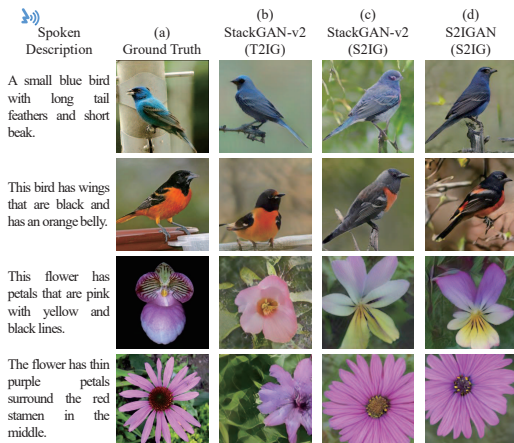 Spoken
Description
(a)
Ground Truth
(b)
StackGAN-v2
(T2IG)
(c)
StackGAN-v2
(S2IG)
(d)
S2IGAN
(S2IG)
A small blue bird
with long tail
feathers and short
beak.
This bird has wings
that are black and
has an orange belly.
This flower has
petals that are pink
with yellow and
black lines.
The flower has thin
purple petals
surround the red
stamen in the
middle.